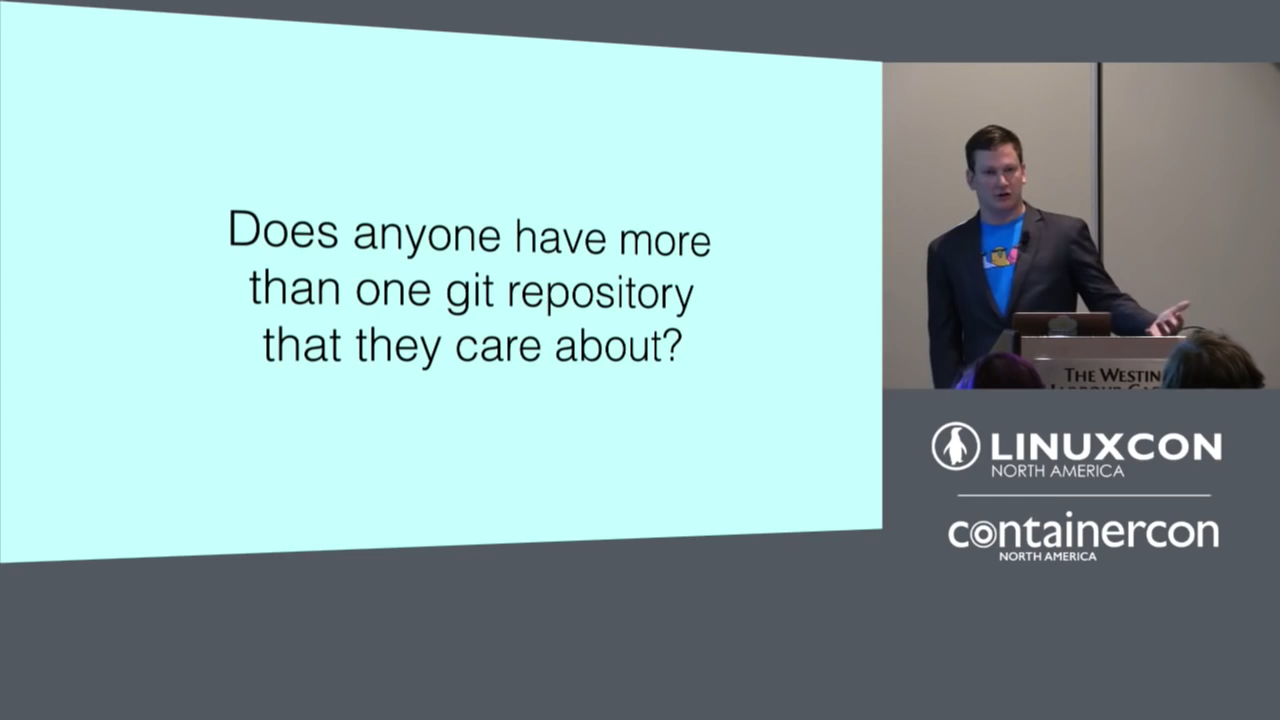 Does anyone have more
than one git repository
that they care about?
THE WESTIN
LINUXCON
NORTH AMERICA
containercon
NORTH AMERICA